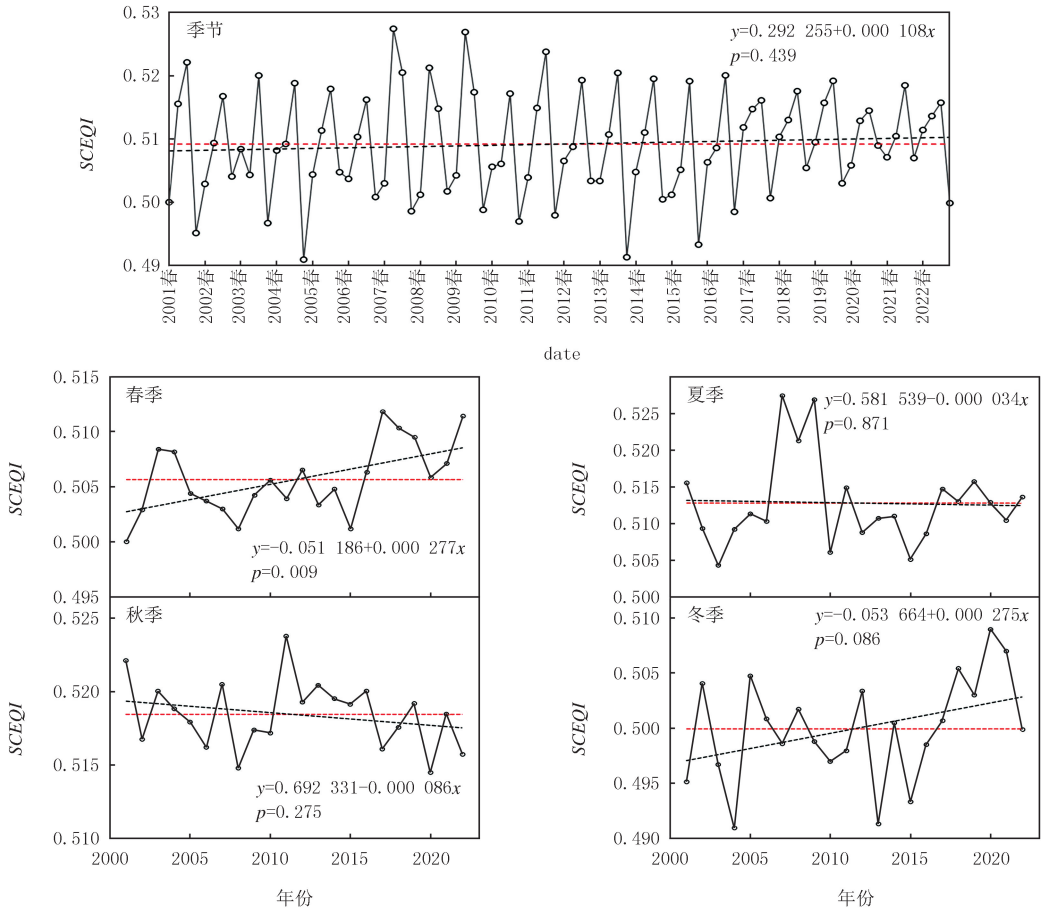 季节
y=0.292 255+0.000 108x
p=0.439
0.53
0.52
0.51
0.50
0.49
SCEQI
2001春
2002春
2003春
2004春
2005春
2006春
2007春
2008春
2009春
2010春
2011春
2012春
2013春
2014春
2015春
2016春
2017春
2018春
2019春
2020春
2021春
2022春
date
春季
0.515
0.510
0.505
0.500
0.495
SCEQI
y=-0.051 186+0.000 277x
p=0.009
夏季
y=0.581 539-0.000 034x
p=0.871
0.525
0.520
0.515
0.510
0.505
0.500
SCEQI
秋季
0.525
0.520
0.515
0.510
SCEQI
y=0.692 331-0.000 086x
p=0.275
2000
2005
2010
2015
2020
年份
冬季
y=-0.053 664+0.000 275x
p=0.086
0.510
0.505
0.500
0.495
0.490
SCEQI
2000
2005
2010
2015
2020
年份